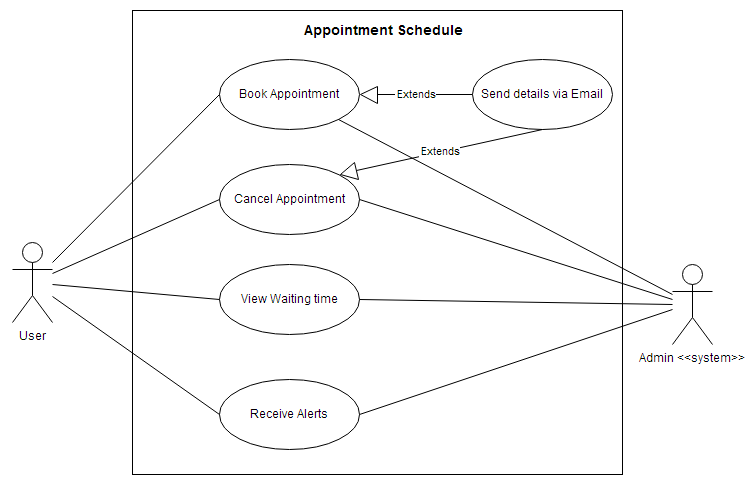 Appointment Schedule
Book Appointment
Extends
Send details via Email
Extends
Cancel Appointment
View Waiting time
User
Admin <<system>>
Receive Alerts